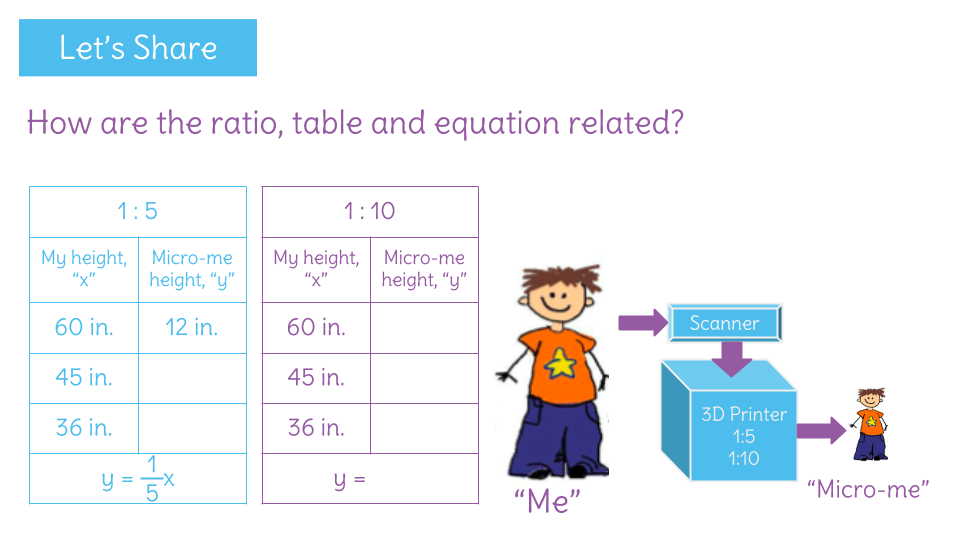 Let's Share
How are the ratio, table and equation related?
1 : 5
My height, "x"
Micro-me height, "y"
60 in. 12 in.
45 in.
36 in.
y = 1/5 x
1 : 10
My height, "x"
Micro-me height, "y"
60 in.
45 in.
36 in.
y =
"Me"
Scanner
3D Printer
1:5
1:10
"Micro-me"